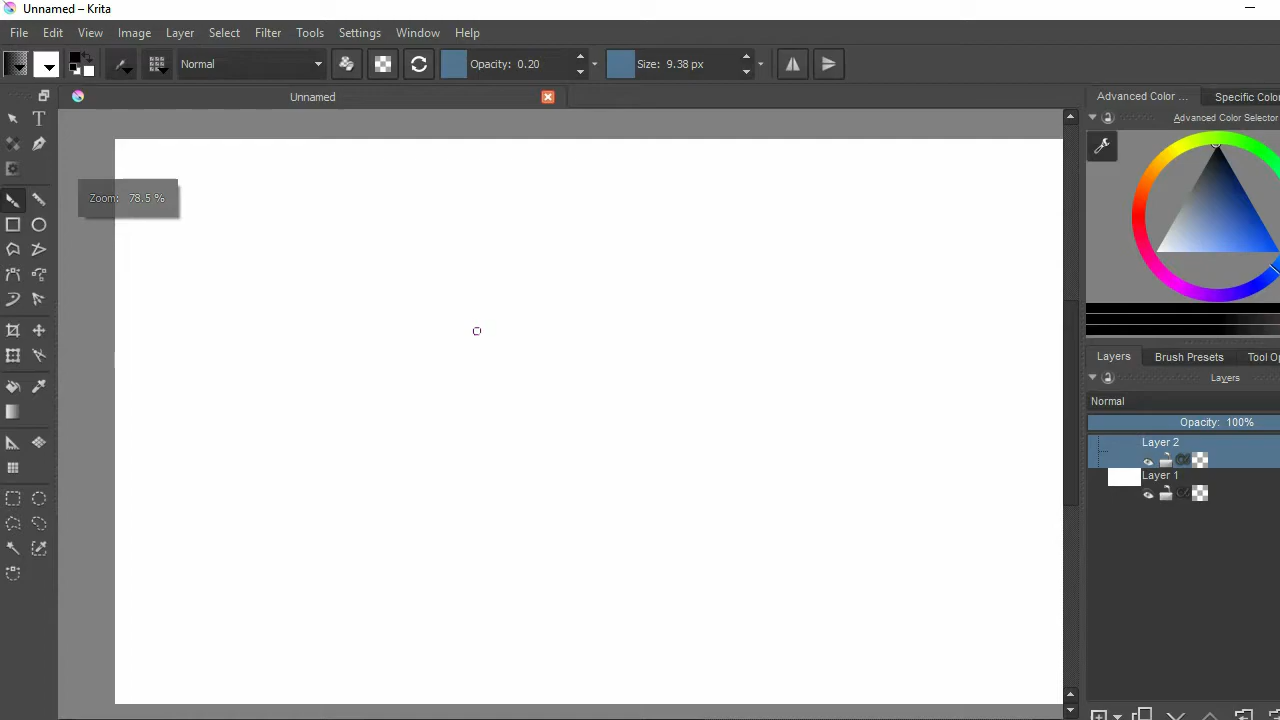 Unnamed – Krita
File Edit View Image Layer Select Filter Tools Settings Window Help
Normal Opacity: 0.20 Size: 9.38 px
Unnamed
Advanced Color ... Specific Color
Advanced Color Selector
Zoom: 78.5 %
Layers Brush Presets Tool Op
Layers
Normal
Opacity: 100%
Layer 2
Layer 1